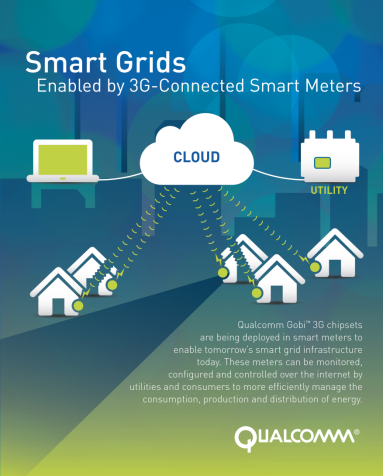 Smart Grids
Enabled by 3G-Connected Smart Meters
CLOUD
UTILITY
Qualcomm Gobi™ 3G chipsets
are being deployed in smart meters to
enable tomorrow's smart grid infrastructure
today. These meters can be monitored,
configured and controlled over the internet by
utilities and consumers to more efficiently manage the
consumption, production and distribution of energy.
QUALCOMM®